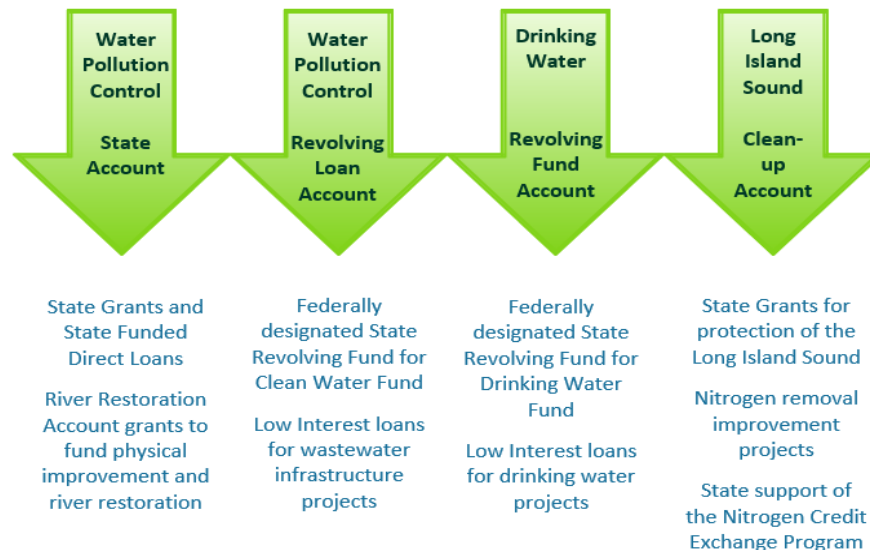 Water
Pollution
Control
State
Account
Water
Pollution
Control
Revolving
Loan
Account
Drinking
Water
Revolving
Fund
Account
Long
Island
Sound
Clean-
up
Account
State Grants and
State Funded
Direct Loans
River Restoration
Account grants to
fund physical
improvement and
river restoration
Federally
designated State
Revolving Fund for
Clean Water Fund
Low Interest loans
for wastewater
infrastructure
projects
Federally
designated State
Revolving Fund for
Drinking Water
Fund
Low Interest loans
for drinking water
projects
State Grants for
protection of the
Long Island Sound
Nitrogen removal
improvement
projects
State support of
the Nitrogen Credit
Exchange Program